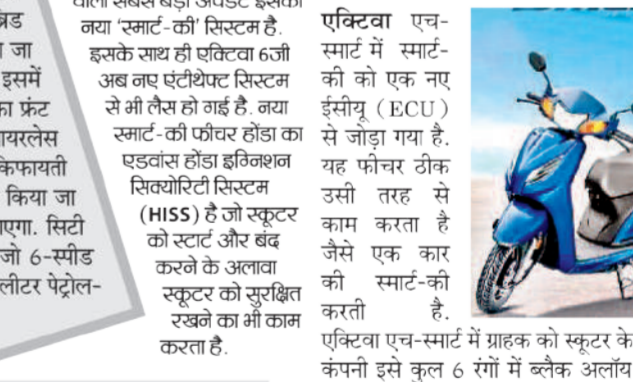 ब्रिड
जा
इसमें
का फ्रंट
ायरलेस
किफायती
किया जा
ाएगा. सिटी
जो 6-स्पीड
लीटर पेट्रोल-
वाला सबसे बड़ा अपडेट इसका
नया ‘स्मार्ट-की’ सिस्टम है.
इसके साथ ही एक्टिवा 6जी
अब नए एंटीथेफ्ट सिस्टम
से भी लैस हो गई है. नया
स्मार्ट-की फीचर होंडा का
एडवांस होंडा इग्निशन
सिक्योरिटी सिस्टम
(HISS) है जो स्कूटर
को स्टार्ट और बंद
करने के अलावा
स्कूटर को सुरक्षित
रखने का भी काम
करता है.
एक्टिवा एच-
स्मार्ट में स्मार्ट-
की को एक नए
ईसीयू (ECU)
से जोड़ा गया है.
यह फीचर ठीक
उसी तरह से
काम करता है
जैसे एक कार
की स्मार्ट-की
करती है.
एक्टिवा एच-स्मार्ट में ग्राहक को स्कूटर के
कंपनी इसे कुल 6 रंगों में ब्लैक अलॉय